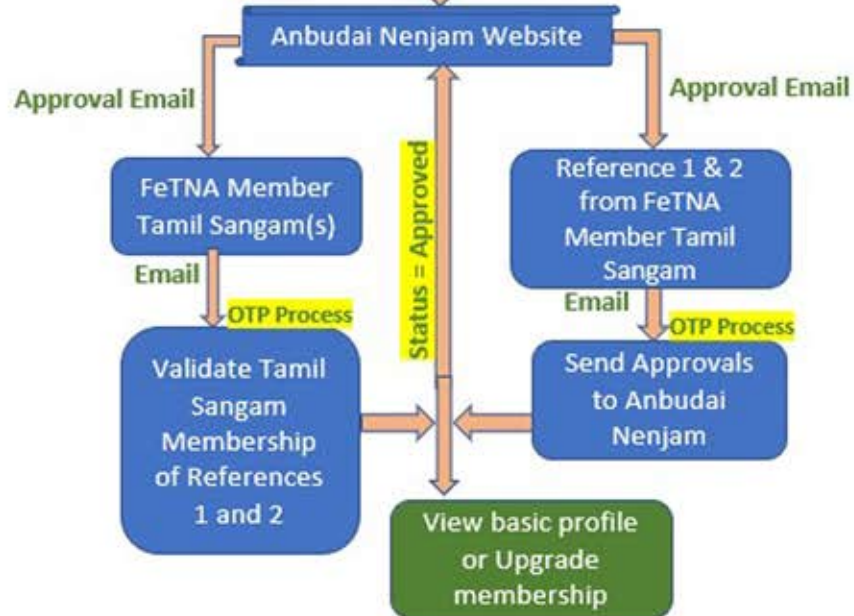 Anbudai Nenjam Website
Approval Email
Approval Email
FeTNA Member
Tamil Sangam(s)
Reference 1 & 2
from FeTNA
Member Tamil
Sangam
Status = Approved
Email
OTP Process
Email
OTP Process
Validate Tamil
Sangam
Membership
of References
1 and 2
Send Approvals
to Anbudai
Nenjam
View basic profile
or Upgrade
membership